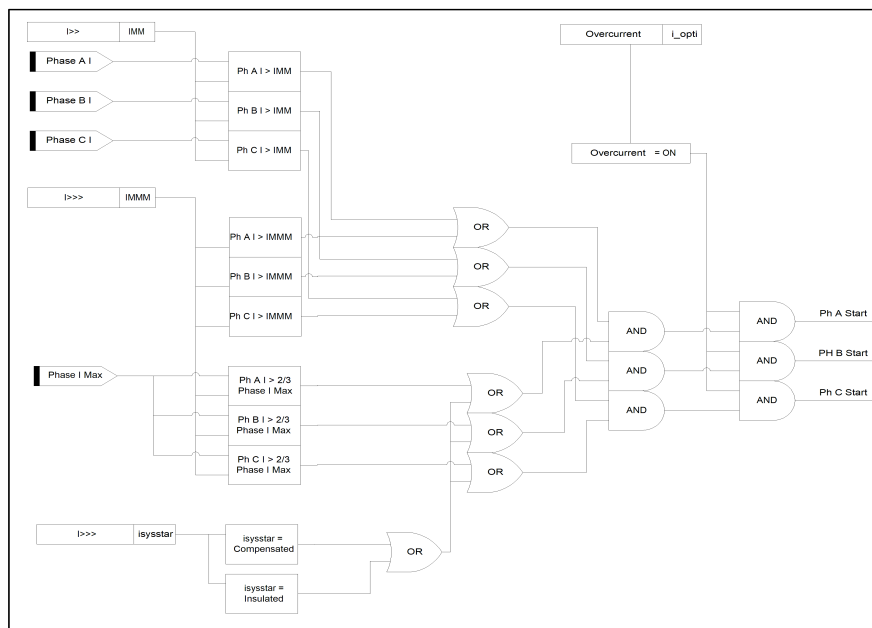 I>> IMM
Overcurrent i_opti
Phase A I
Ph A I > IMM
Phase B I
Ph B I > IMM
Phase C I
Ph C I > IMM
Overcurrent = ON
I>>> IMMM
Ph A I > IMMM
OR
Ph B I > IMMM
OR
Ph C I > IMMM
OR
AND
AND
Ph A Start
AND
AND
PH B Start
AND
AND
Ph C Start
Phase I Max
Ph A I > 2/3
Phase I Max
OR
Ph B I > 2/3
Phase I Max
OR
Ph C I > 2/3
Phase I Max
OR
I>>> isysstar
isysstar =
Compensated
OR
isysstar =
Insulated